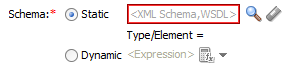 Schema:* Static <XML Schema,WSDL>
Type/Element =
Dynamic <Expression>